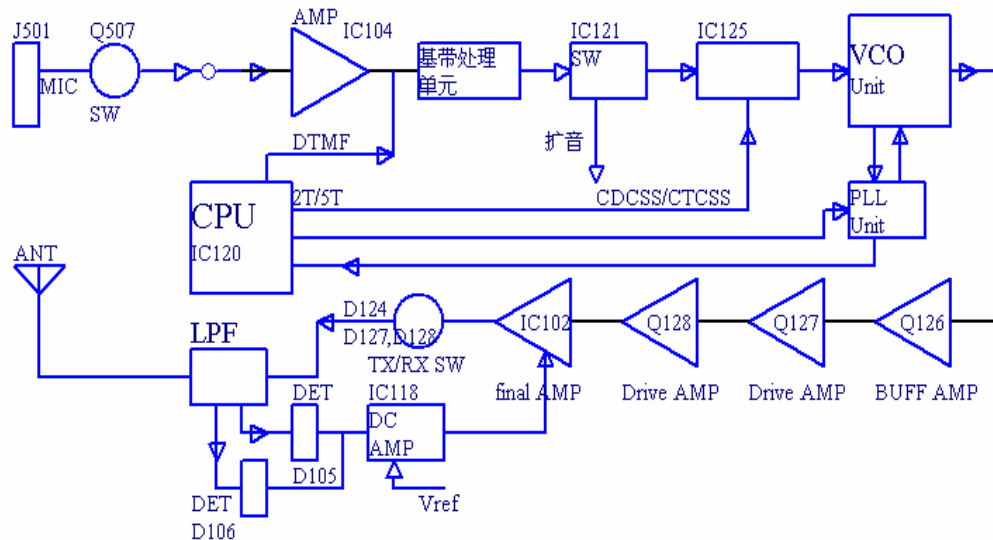 J501
Q507
AMP
IC104
IC121
IC125
MIC
SW
基带处理
单元
SW
VCO
Unit
扩音
DTMF
2T/5T
CDCSS/CTCSS
CPU
IC120
PLL
Unit
ANT
LPF
D124
D127,D128
TX/RX SW
IC102
Q128
Q127
Q126
final AMP
Drive AMP
Drive AMP
BUFF AMP
DET
D105
IC118
DC
AMP
Vref
DET
D106